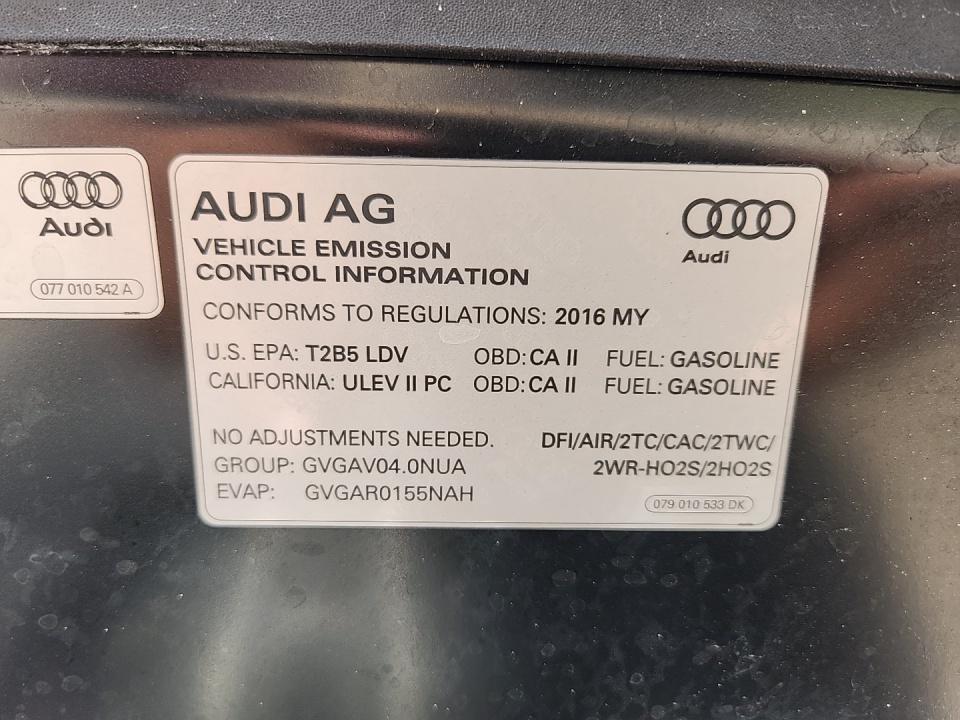 Audi
077 010 542 A
AUDI AG
Audi
VEHICLE EMISSION
CONTROL INFORMATION
CONFORMS TO REGULATIONS: 2016 MY
U.S. EPA: T2B5 LDV OBD: CA II FUEL: GASOLINE
CALIFORNIA: ULEV II PC OBD: CA II FUEL: GASOLINE
NO ADJUSTMENTS NEEDED. DFI/AIR/2TC/CAC/2TWC/
GROUP: GVGAV04.0NUA 2WR-HO2S/2HO2S
EVAP: GVGAR0155NAH
079 010 533 DK